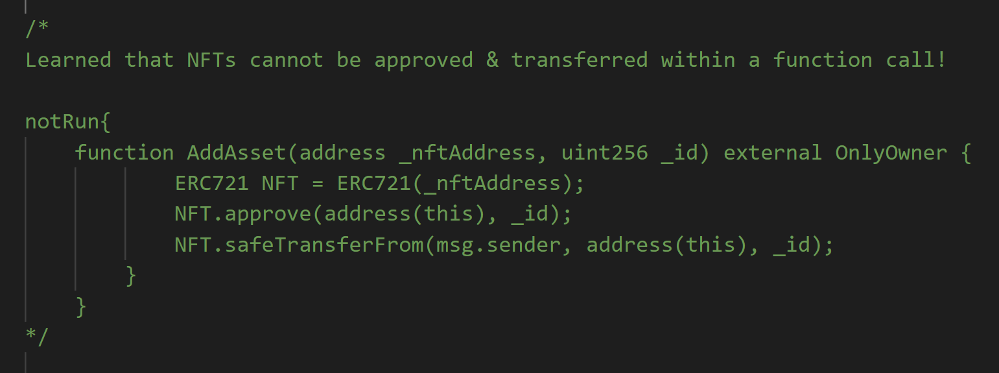 /*
Learned that NFTs cannot be approved & transferred within a function call!
notRun{
function AddAsset(address _nftAddress, uint256 _id) external OnlyOwner {
ERC721 NFT = ERC721(_nftAddress);
NFT.approve(address(this), _id);
NFT.safeTransferFrom(msg.sender, address(this), _id);
}
}
*/